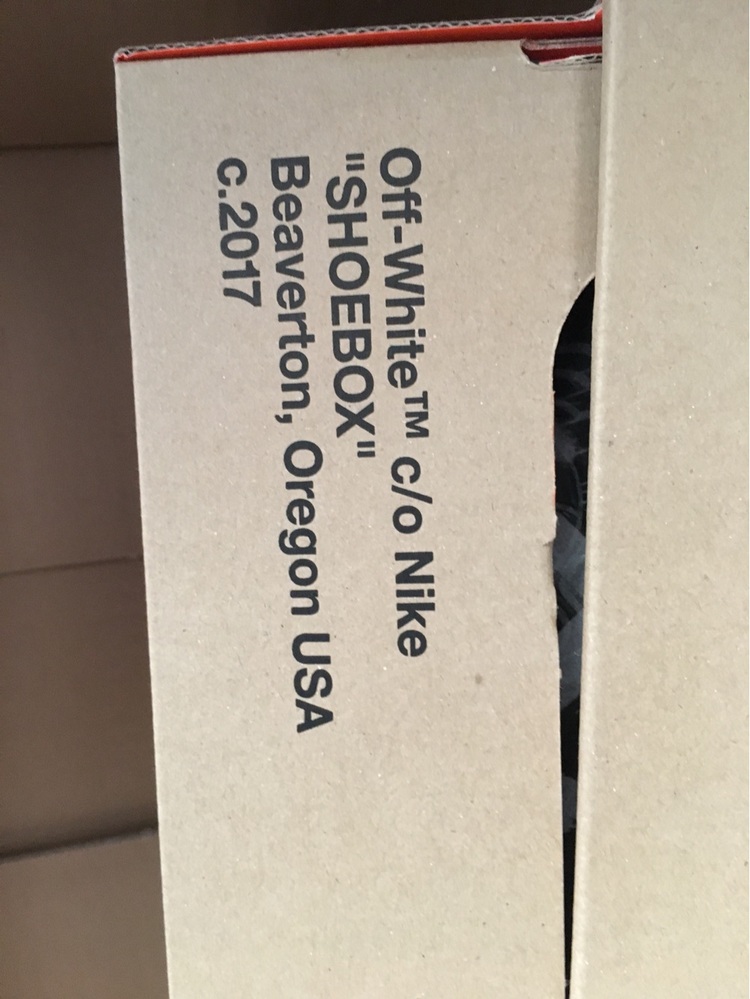 Off-White™ c/o Nike
"SHOEBOX"
Beaverton, Oregon USA
c.2017